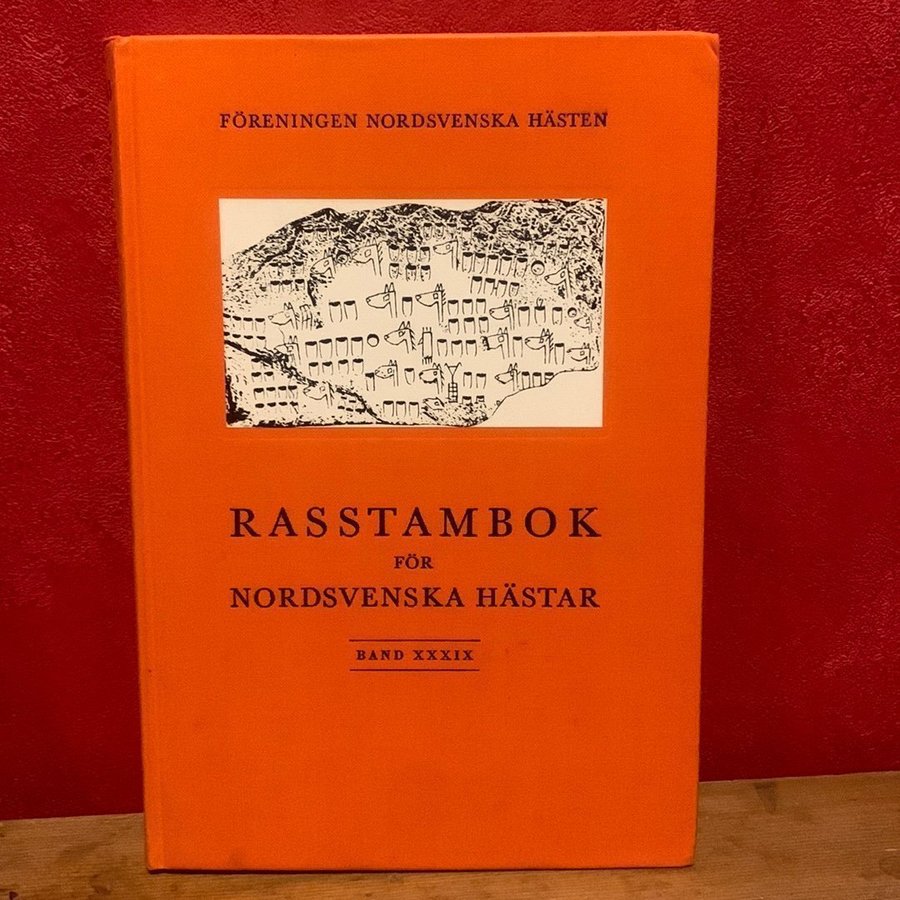 FÖRENINGEN NORDSVENSKA HÄSTEN
RASSTAMBOK
FÖR
NORDSVENSKA HÄSTAR
BAND XXXIX